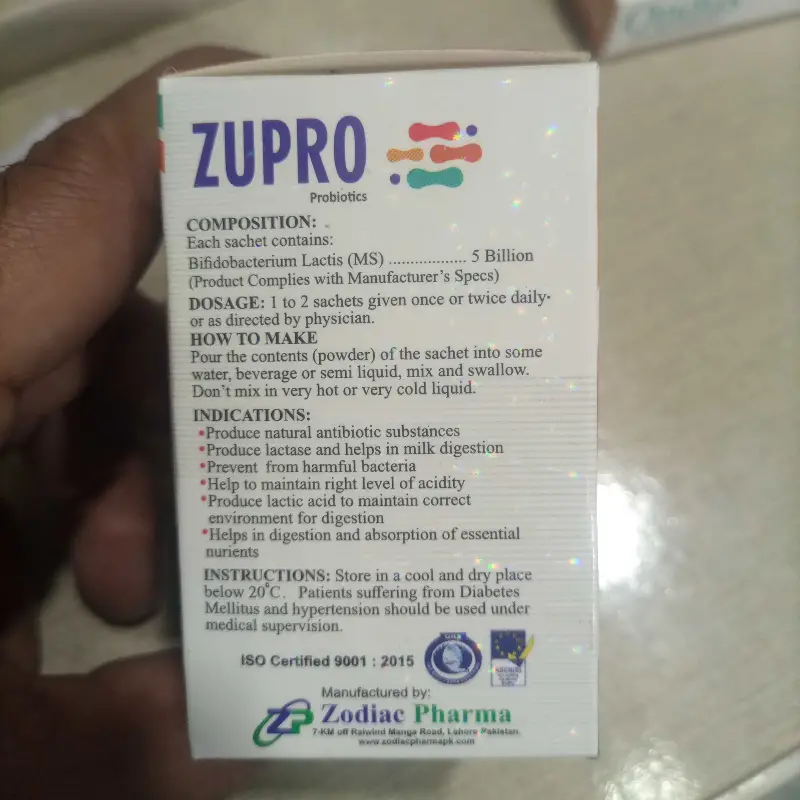 ZUPRO
Probiotics
COMPOSITION:
Each sachet contains:
Bifidobacterium Lactis (MS) .................. 5 Billion
(Product Complies with Manufacturer's Specs)
DOSAGE: 1 to 2 sachets given once or twice daily.
or as directed by physician.
HOW TO MAKE
Pour the contents (powder) of the sachet into some
water, beverage or semi liquid, mix and swallow.
Don't mix in very hot or very cold liquid.
INDICATIONS:
•Produce natural antibiotic substances
•Produce lactase and helps in milk digestion
•Prevent from harmful bacteria
•Help to maintain right level of acidity
•Produce lactic acid to maintain correct
environment for digestion
•Helps in digestion and absorption of essential
nurients
INSTRUCTIONS: Store in a cool and dry place
below 20°C. Patients suffering from Diabetes
Mellitus and hypertension should be used under
medical supervision.
ISO Certified 9001 : 2015
Manufactured by:
ZP Zodiac Pharma
7-KM off Raiwind Manga Road, Lahore Pakistan.
www.zodiacpharmapk.com